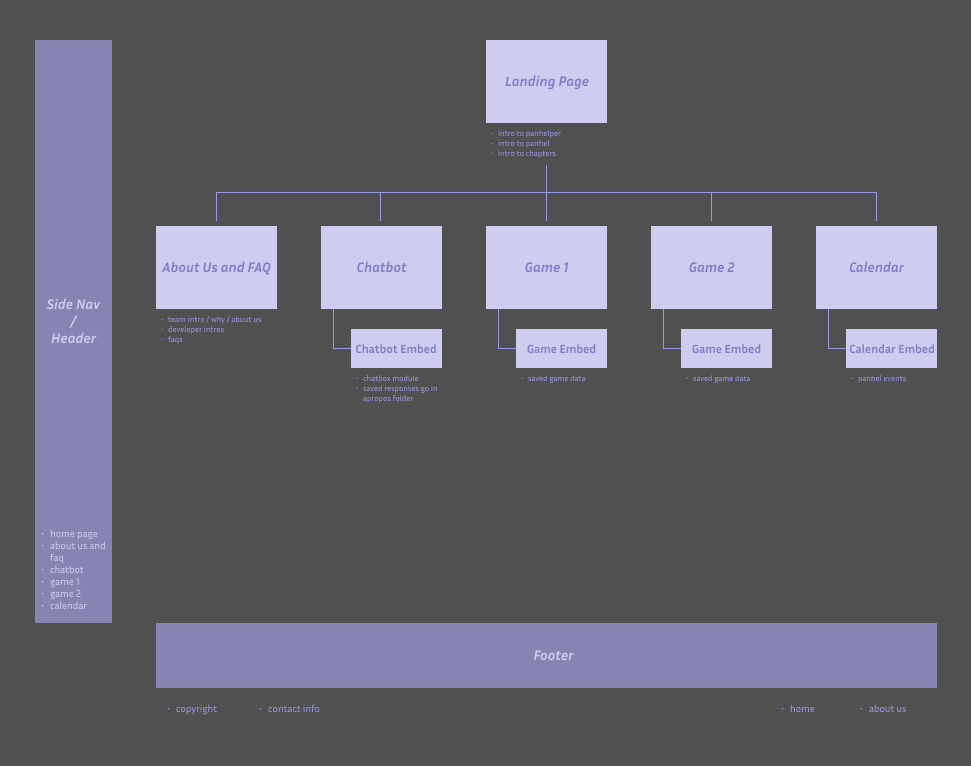 Landing Page
· intro to panhelper
· intro to panhel
· intro to chapters
About Us and FAQ
· team intro / why / about us
· developer intros
· faqs
Chatbot
Chatbot Embed
· chatbox module
· saved responses go in
apropos folder
Game 1
Game Embed
· saved game data
Game 2
Game Embed
· saved game data
Calendar
Calendar Embed
· panhel events
Side Nav
/
Header
· home page
· about us and
faq
· chatbot
· game 1
· game 2
· calendar
Footer
· copyright
· contact info
· home
· about us